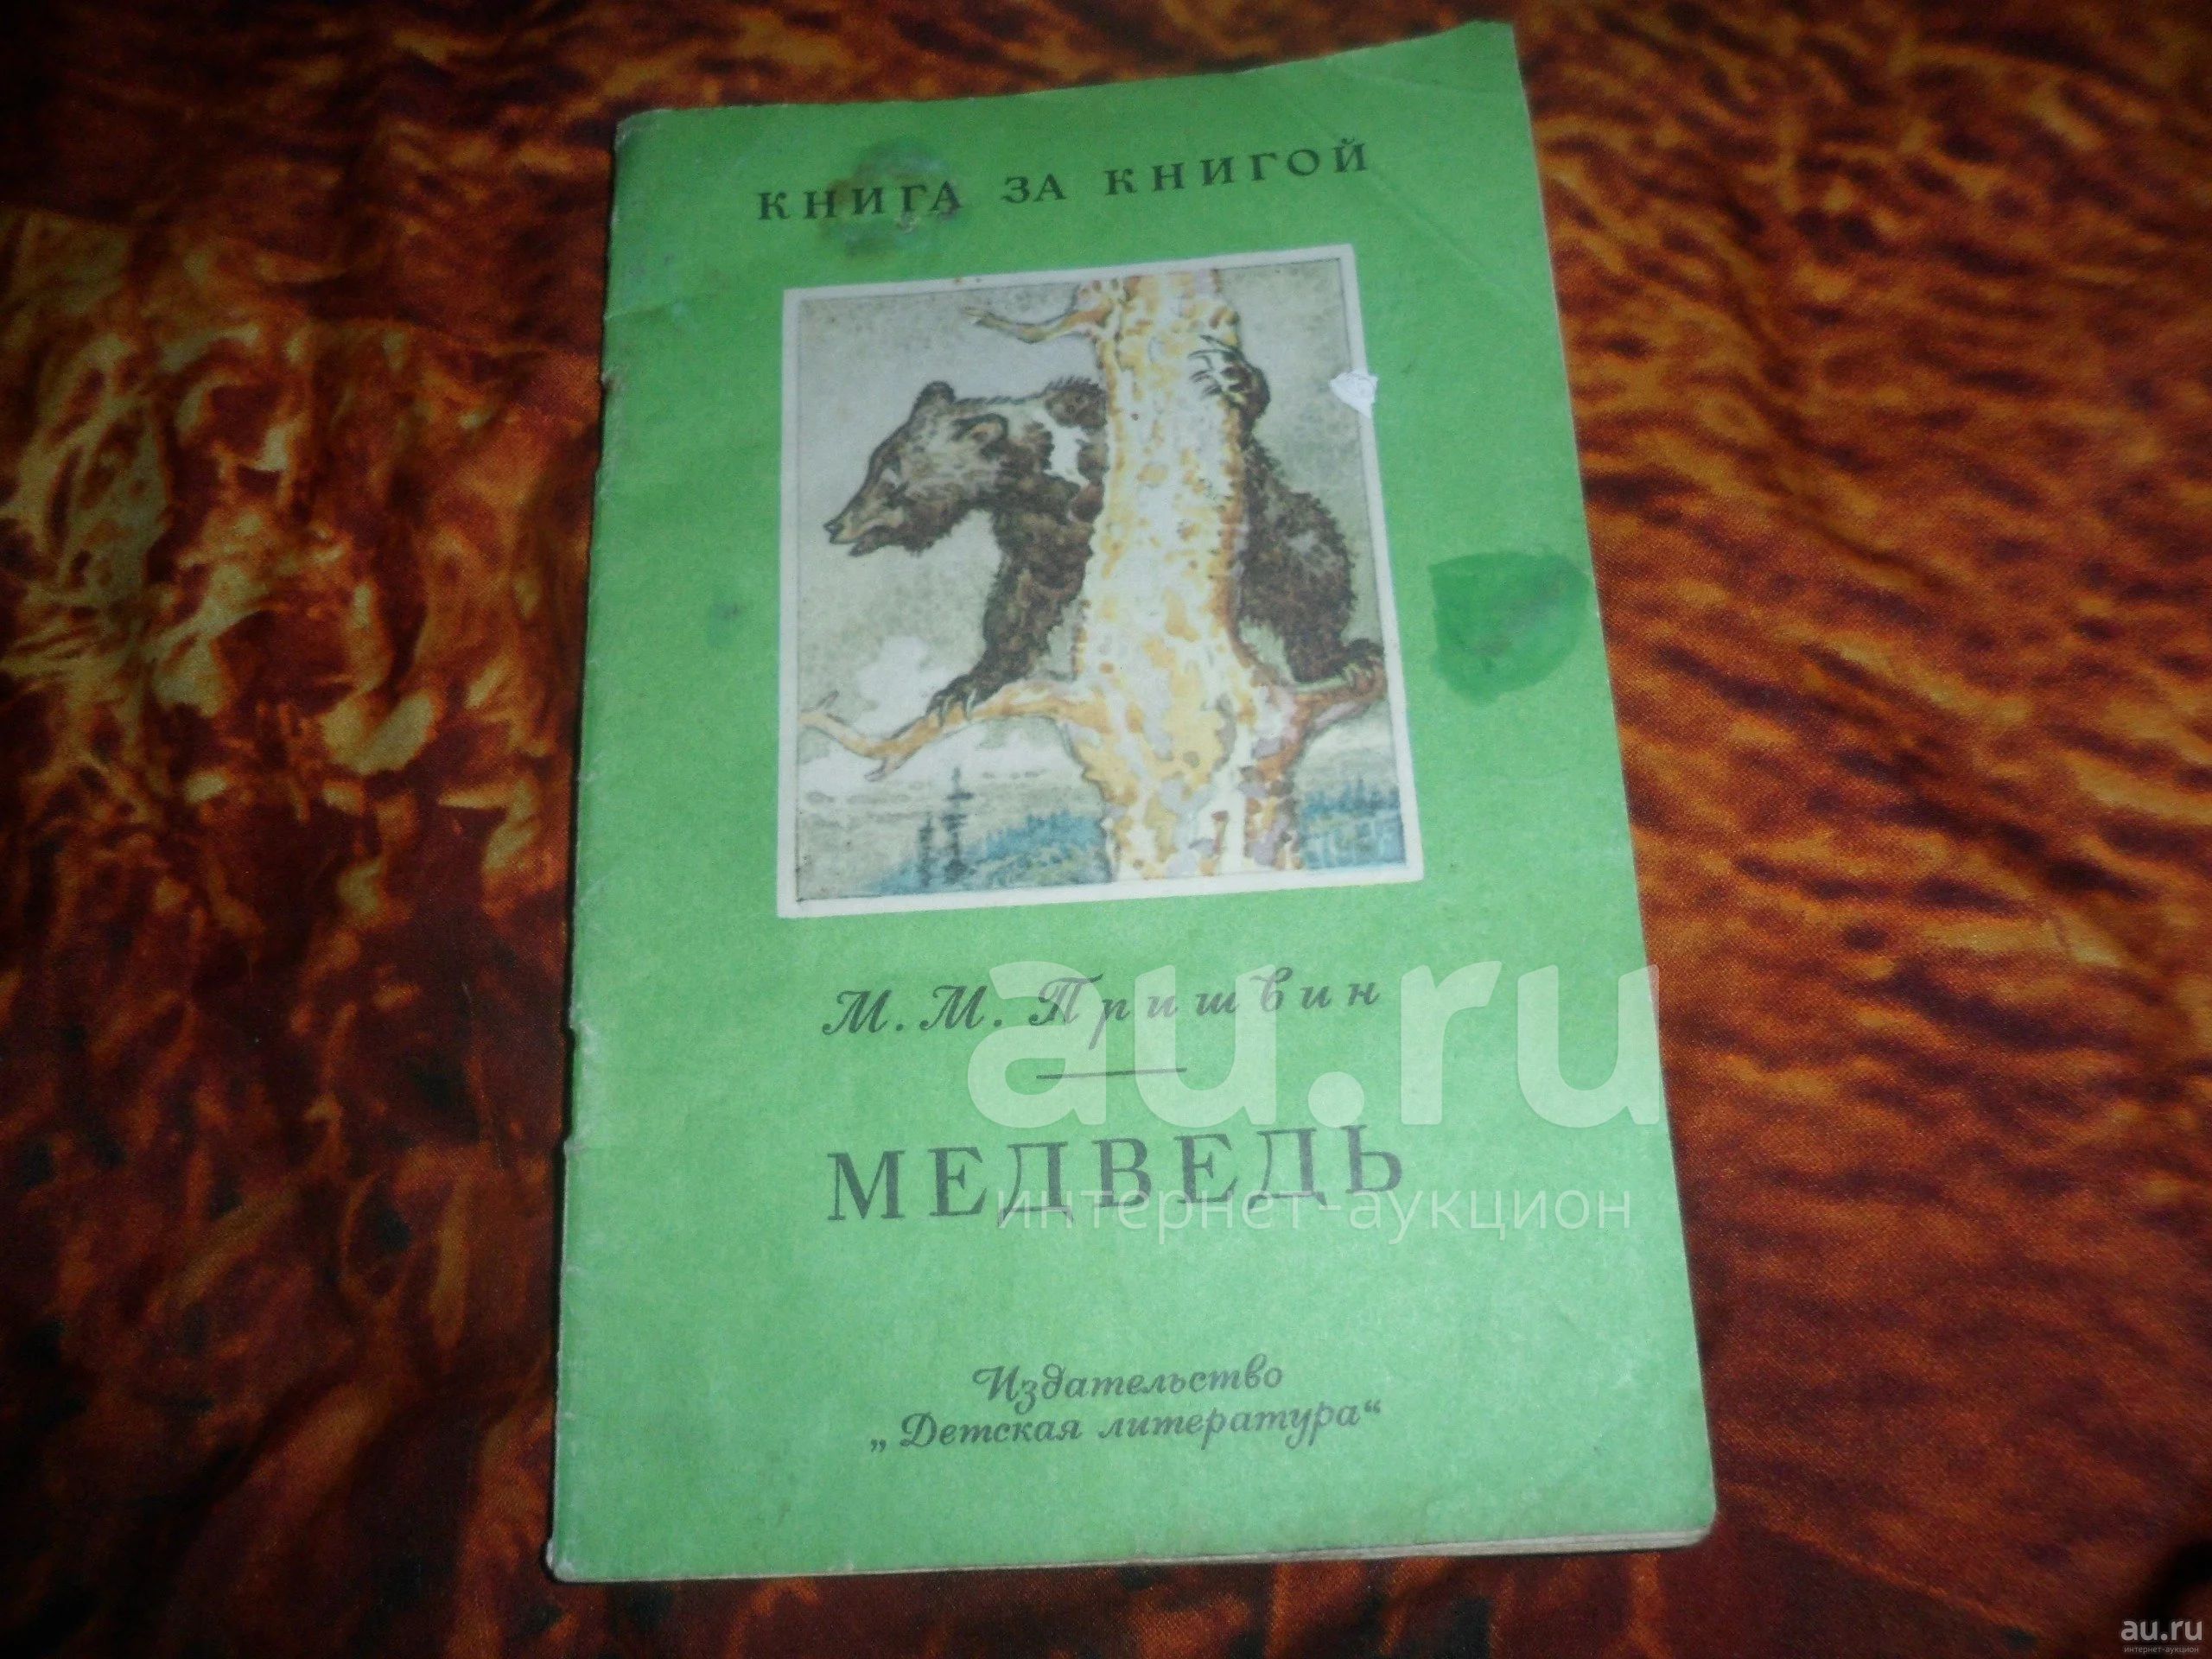 КНИГА ЗА КНИГОЙ
М. М. Пришвин
МЕДВЕДЬ
Издательство
„Детская литература“
au.ru
интернет-аукцион
au.ru
интернет-аукцион